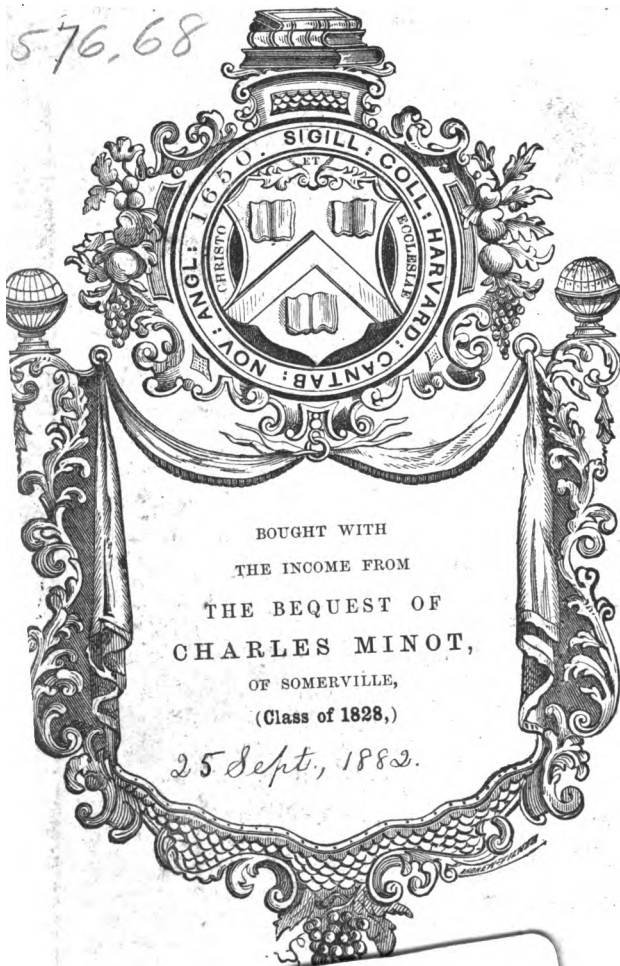 576,68
SIGILL: COLL: HARVARD: CANTAB: NOV: ANGL: 1650.
ET
CHRISTO
ECCLESIAE
BOUGHT WITH
THE INCOME FROM
THE BEQUEST OF
CHARLES MINOT,
OF SOMERVILLE,
(Class of 1828,)
25 Sept., 1882.